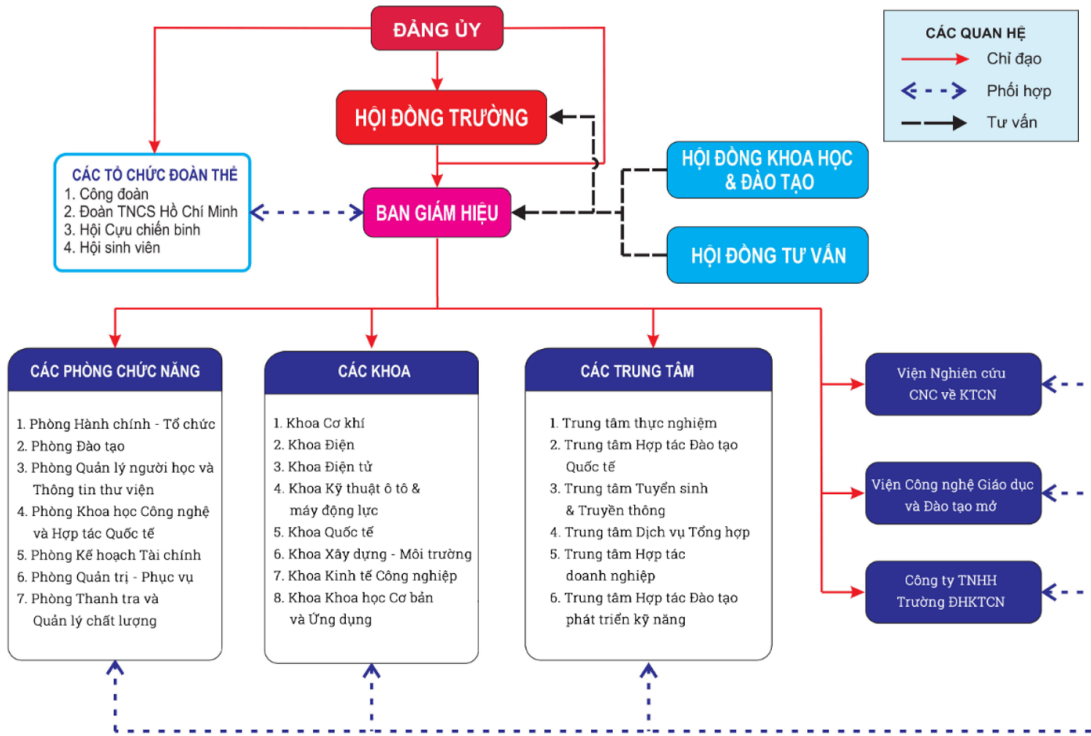 ĐẢNG ỦY
CÁC QUAN HỆ
Chỉ đạo
Phối hợp
Tư vấn
HỘI ĐỒNG TRƯỜNG
HỘI ĐỒNG KHOA HỌC
& ĐÀO TẠO
CÁC TỔ CHỨC ĐOÀN THỂ
1. Công đoàn
2. Đoàn TNCS Hồ Chí Minh
3. Hội Cựu chiến binh
4. Hội sinh viên
BAN GIÁM HIỆU
HỘI ĐỒNG TƯ VẤN
CÁC PHÒNG CHỨC NĂNG
1. Phòng Hành chính - Tổ chức
2. Phòng Đào tạo
3. Phòng Quản lý người học và
Thông tin thư viện
4. Phòng Khoa học Công nghệ
và Hợp tác Quốc tế
5. Phòng Kế hoạch Tài chính
6. Phòng Quản trị - Phục vụ
7. Phòng Thanh tra và
Quản lý chất lượng
CÁC KHOA
1. Khoa Cơ khí
2. Khoa Điện
3. Khoa Điện tử
4. Khoa Kỹ thuật ô tô &
máy động lực
5. Khoa Quốc tế
6. Khoa Xây dựng - Môi trường
7. Khoa Kinh tế Công nghiệp
8. Khoa Khoa học Cơ bản
và Ứng dụng
CÁC TRUNG TÂM
1. Trung tâm thực nghiệm
2. Trung tâm Hợp tác Đào tạo
Quốc tế
3. Trung tâm Tuyển sinh
& Truyền thông
4. Trung tâm Dịch vụ Tổng hợp
5. Trung tâm Hợp tác
doanh nghiệp
6. Trung tâm Hợp tác Đào tạo
phát triển kỹ năng
Viện Nghiên cứu
CNC về KTCN
Viện Công nghệ Giáo dục
và Đào tạo mở
Công ty TNHH
Trường ĐHKTCN